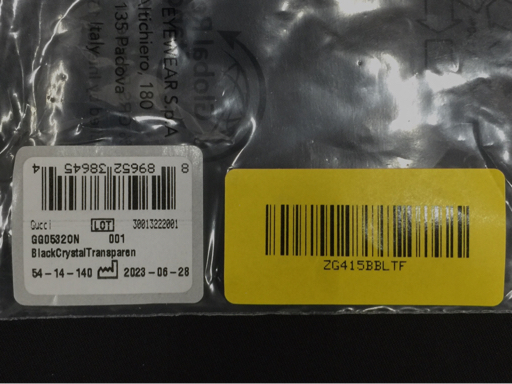 EYEWEAR S.p.A
Altichiero, 180
135 Padova
Italy
8 89652 38645 4
Gucci LOT 30013222001
GG0532ON 001
BlackCrystalTransparen
54-14-140 2023-06-28
ZG415BBLTF